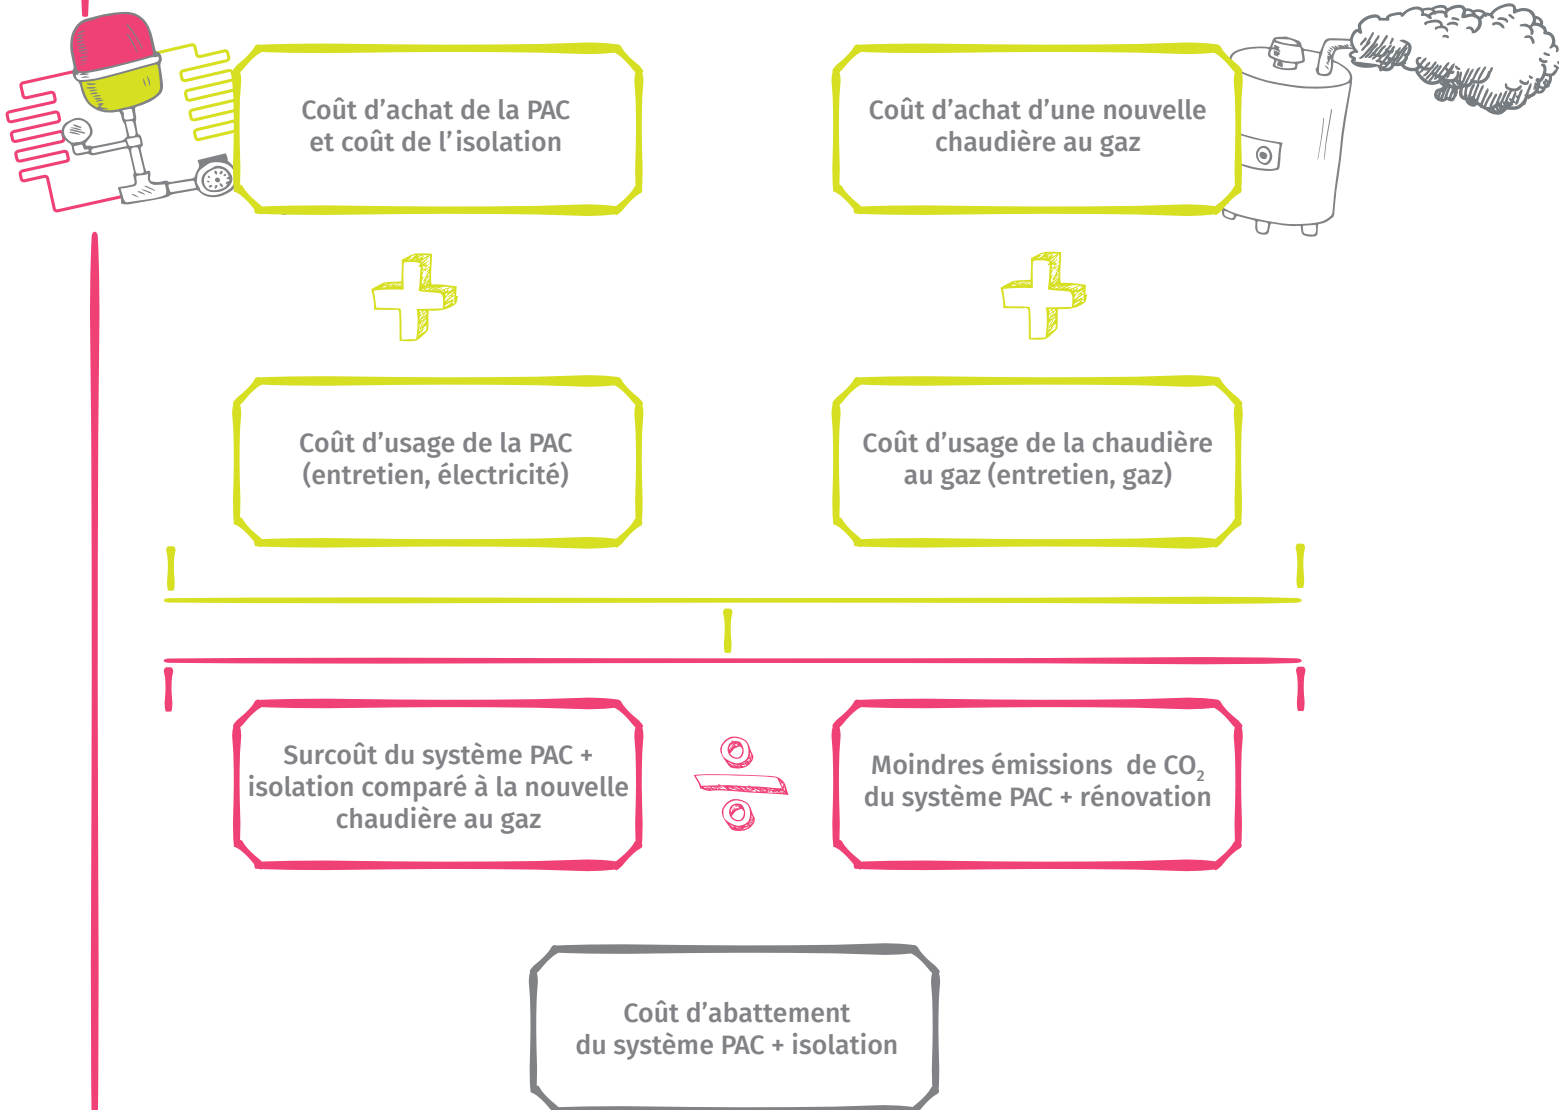 Coût d’achat de la PAC
et coût de l’isolation
Coût d’achat d’une nouvelle
chaudière au gaz
Coût d’usage de la PAC
(entretien, électricité)
Coût d’usage de la chaudière
au gaz (entretien, gaz)
Surcoût du système PAC +
isolation comparé à la nouvelle
chaudière au gaz
Moindres émissions de CO₂
du système PAC + rénovation
Coût d’abattement
du système PAC + isolation